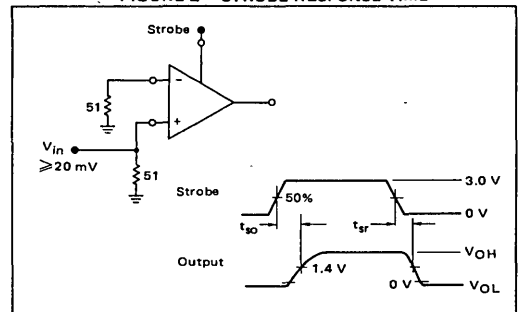 FIGURE 2 – STROBE RESPONSE TIME
Strobe
51
−
+
Vin
≥20 mV
51
Strobe
50%
3.0 V
0 V
tso
tsr
Output
1.4 V
VOH
0 V
VOL